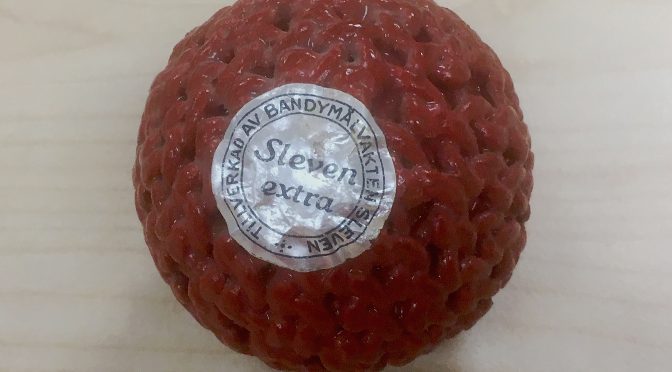 TILLVERKAD AV BANDYMÅLVAKTEN SLEVEN
Sleven
extra